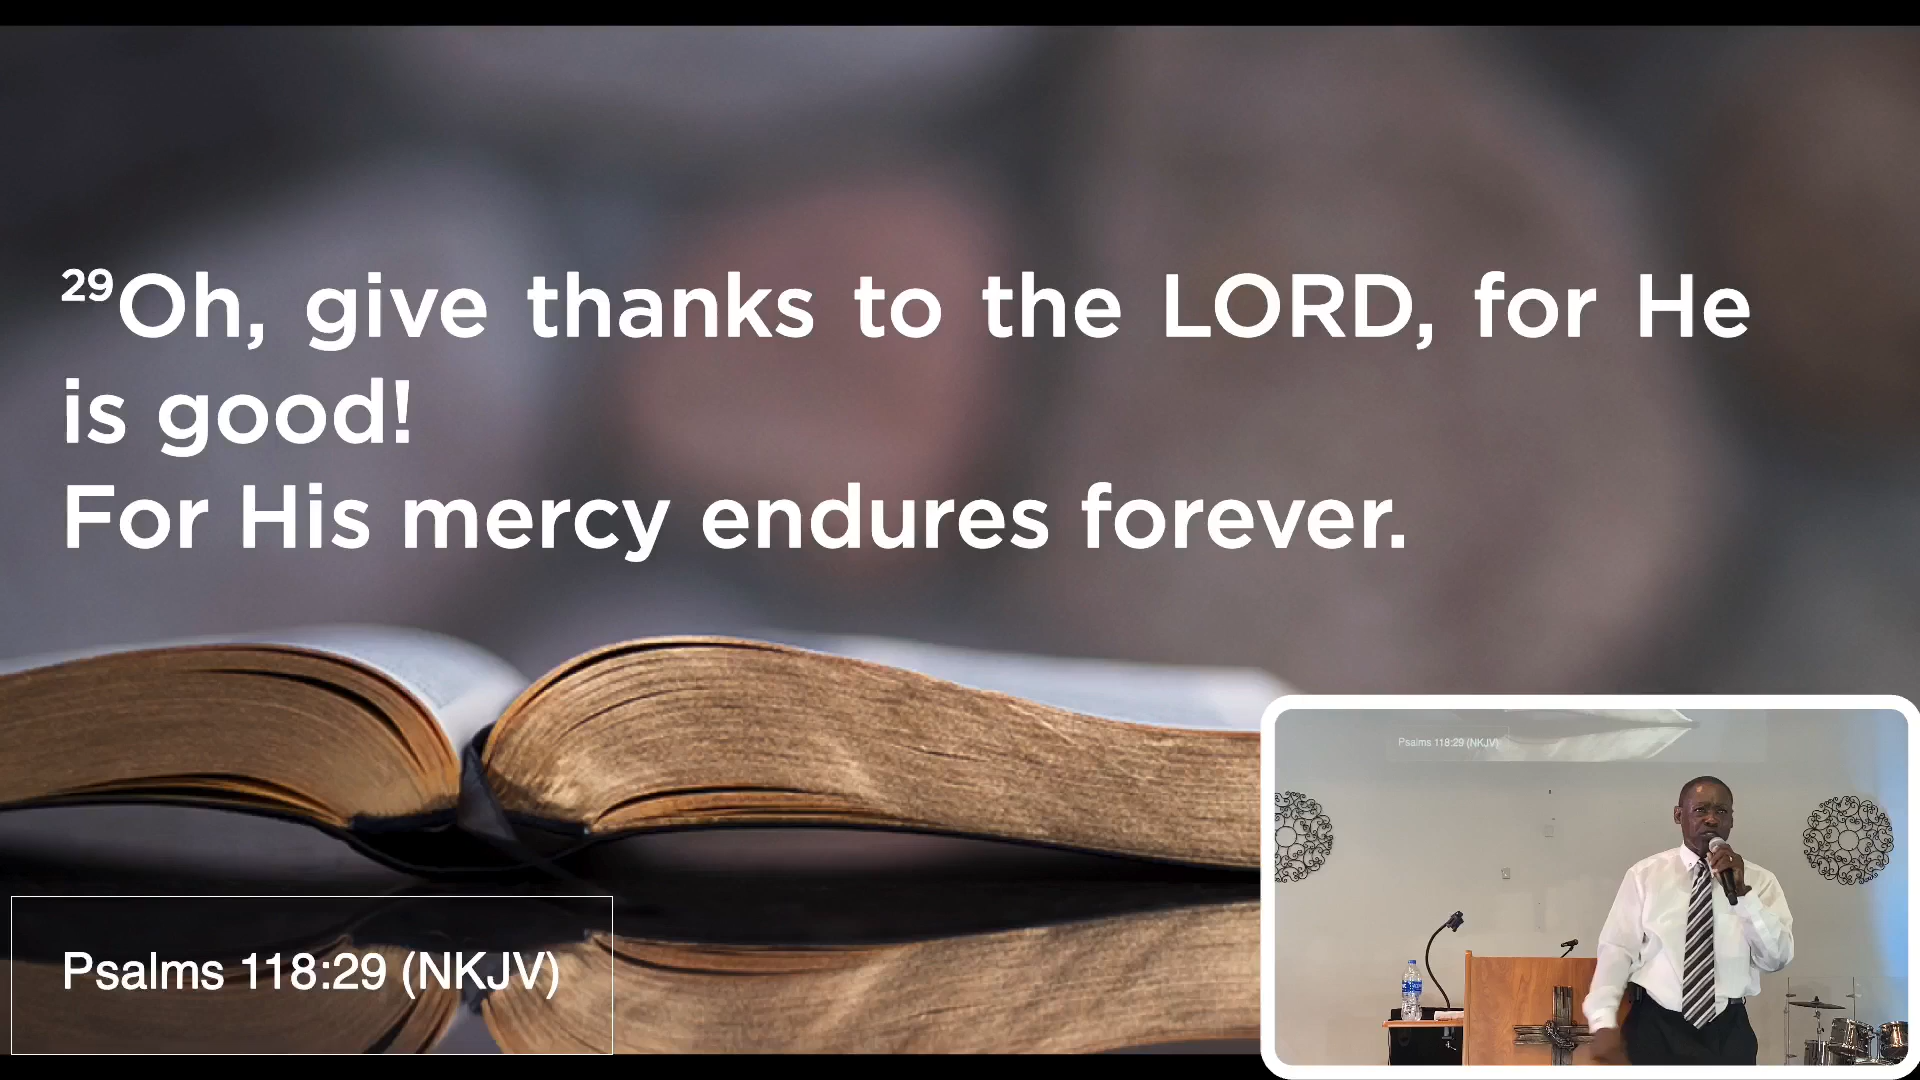 ²⁹Oh, give thanks to the LORD, for He
is good!
For His mercy endures forever.
Psalms 118:29 (NKJV)
Psalms 118:29 (NKJV)